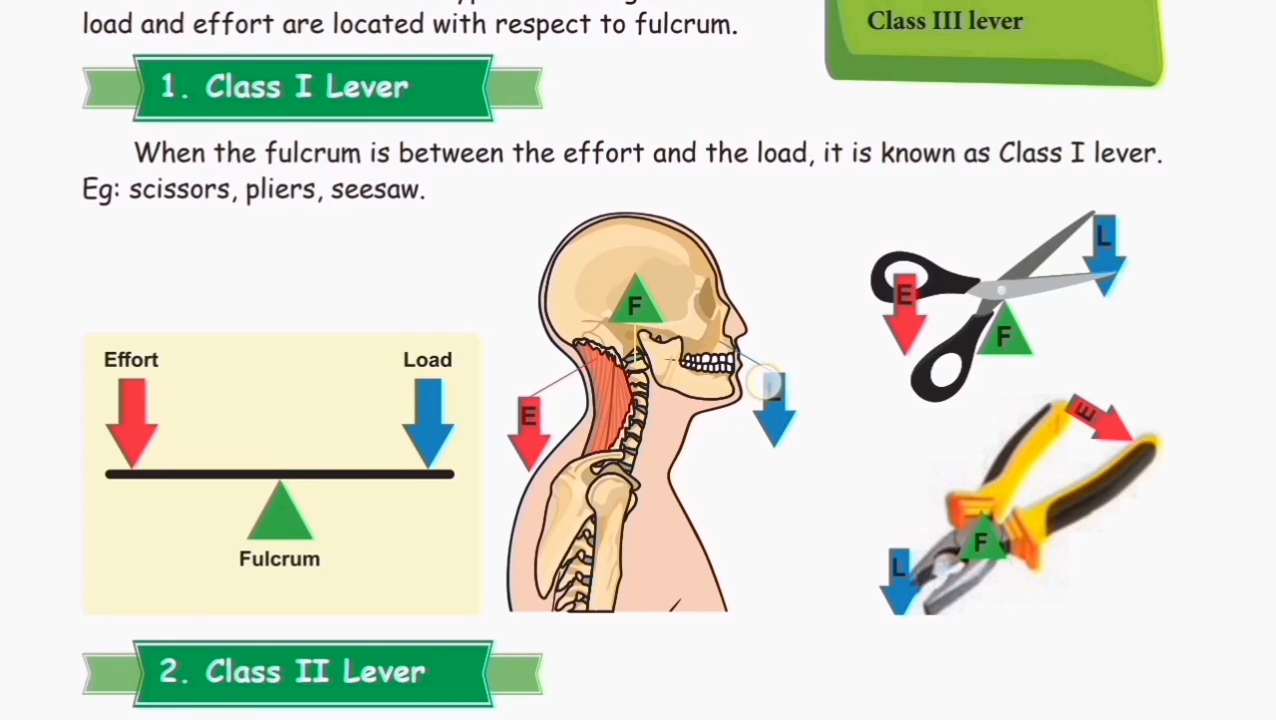 load and effort are located with respect to fulcrum.
Class III lever
1. Class I Lever
When the fulcrum is between the effort and the load, it is known as Class I lever.
Eg: scissors, pliers, seesaw.
Effort
Load
Fulcrum
F
E
L
E
L
F
E
F
L
2. Class II Lever